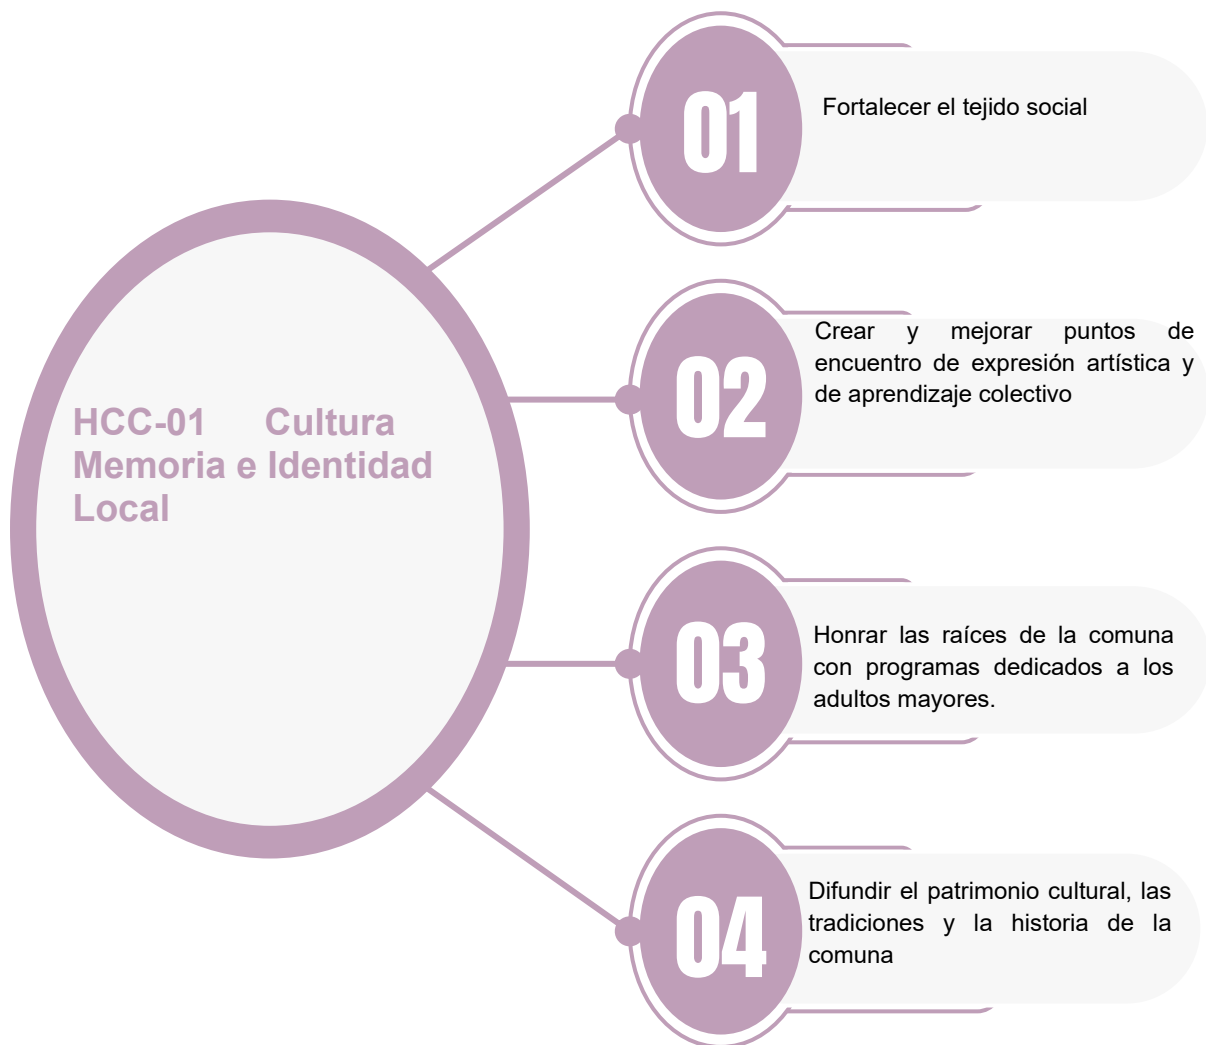 01
Fortalecer el tejido social
02
Crear y mejorar puntos de
encuentro de expresión artística y
de aprendizaje colectivo
HCC-01 Cultura
Memoria e Identidad
Local
03
Honrar las raíces de la comuna
con programas dedicados a los
adultos mayores.
04
Difundir el patrimonio cultural, las
tradiciones y la historia de la
comuna